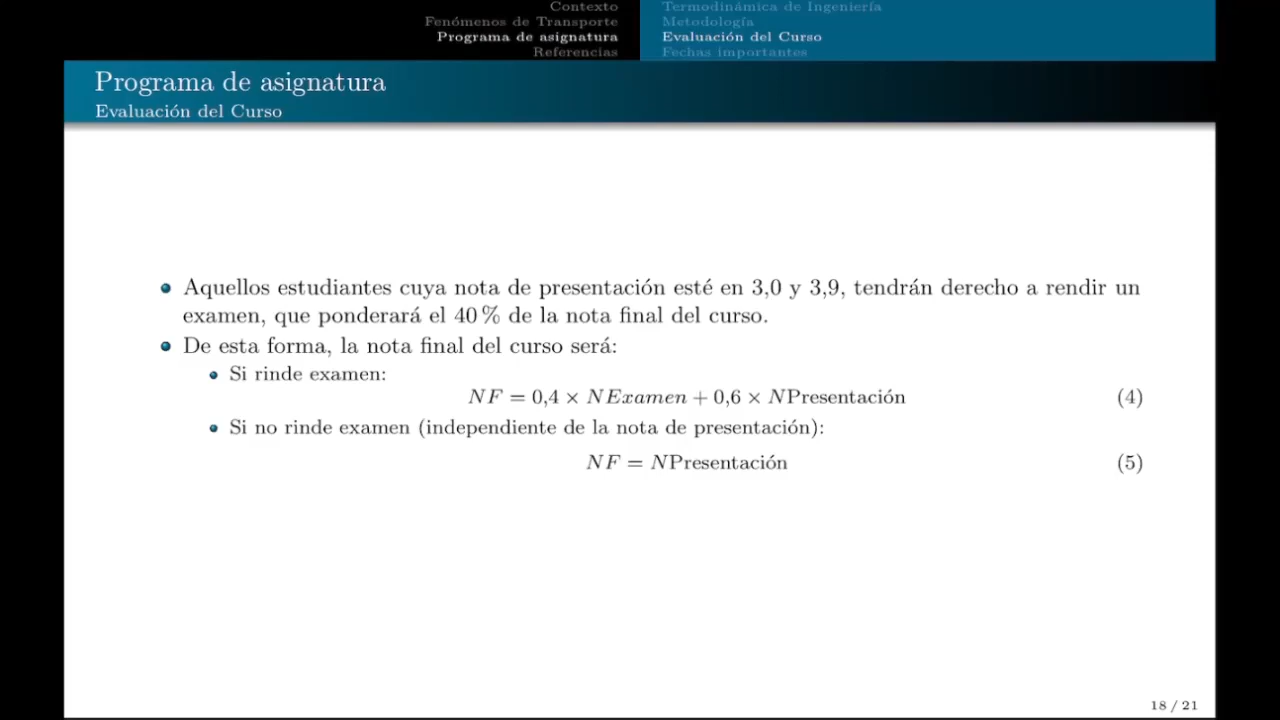 Contexto
Fenómenos de Transporte
Programa de asignatura
Referencias
Termodinámica de Ingeniería
Metodología
Evaluación del Curso
Fechas importantes
Programa de asignatura
Evaluación del Curso
Aquellos estudiantes cuya nota de presentación esté en 3,0 y 3,9, tendrán derecho a rendir un
examen, que ponderará el 40 % de la nota final del curso.
De esta forma, la nota final del curso será:
Si rinde examen:
NF = 0,4 × NExamen + 0,6 × NPresentación (4)
Si no rinde examen (independiente de la nota de presentación):
NF = NPresentación (5)
18 / 21